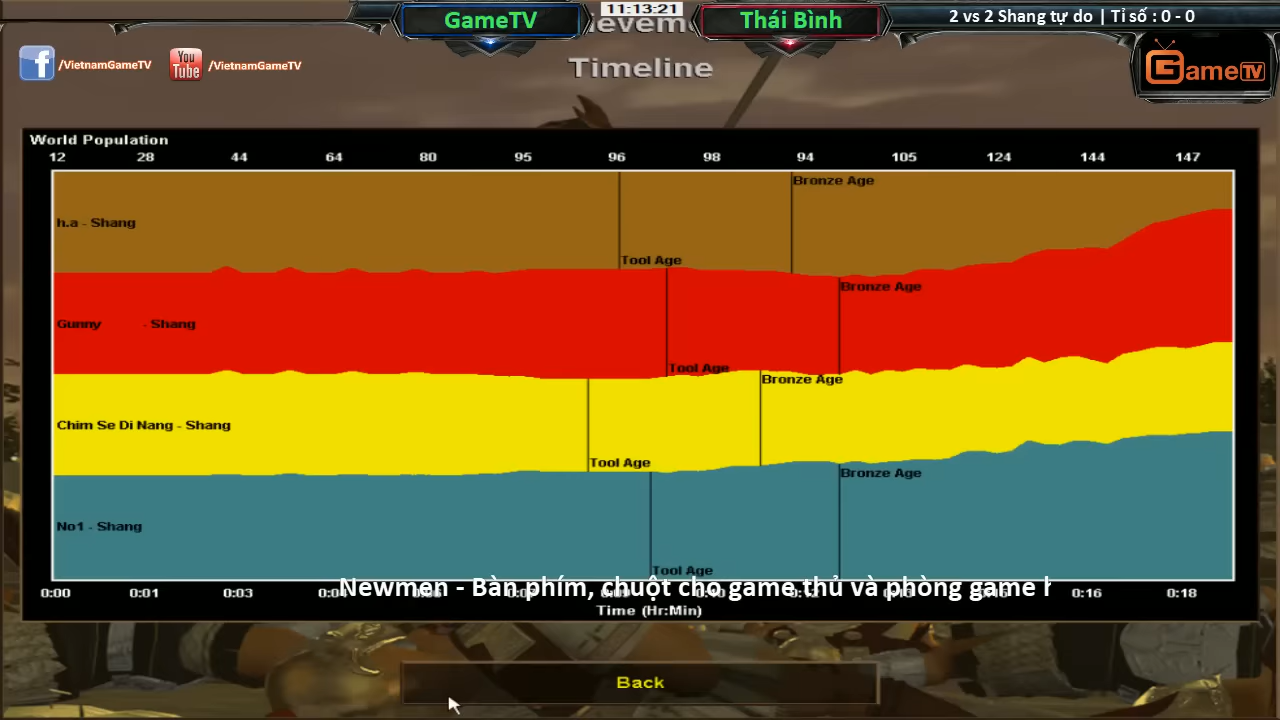 11:13:21
GameTV
Thái Bình
2 vs 2 Shang tự do | Tỉ số : 0 - 0
f /VietnamGameTV
You Tube /VietnamGameTV
Timeline
GameTV
World Population
12 28 44 64 80 95 96 98 94 105 124 144 147
Bronze Age
h.a - Shang
Tool Age
Bronze Age
Gunny - Shang
Tool Age
Bronze Age
Chim Se Di Nang - Shang
Tool Age
Bronze Age
No1 - Shang
Tool Age
Newmen - Bàn phím, chuột cho game thủ và phòng game
0:00 0:01 0:03 0:16 0:18
Time (Hr:Min)
Back